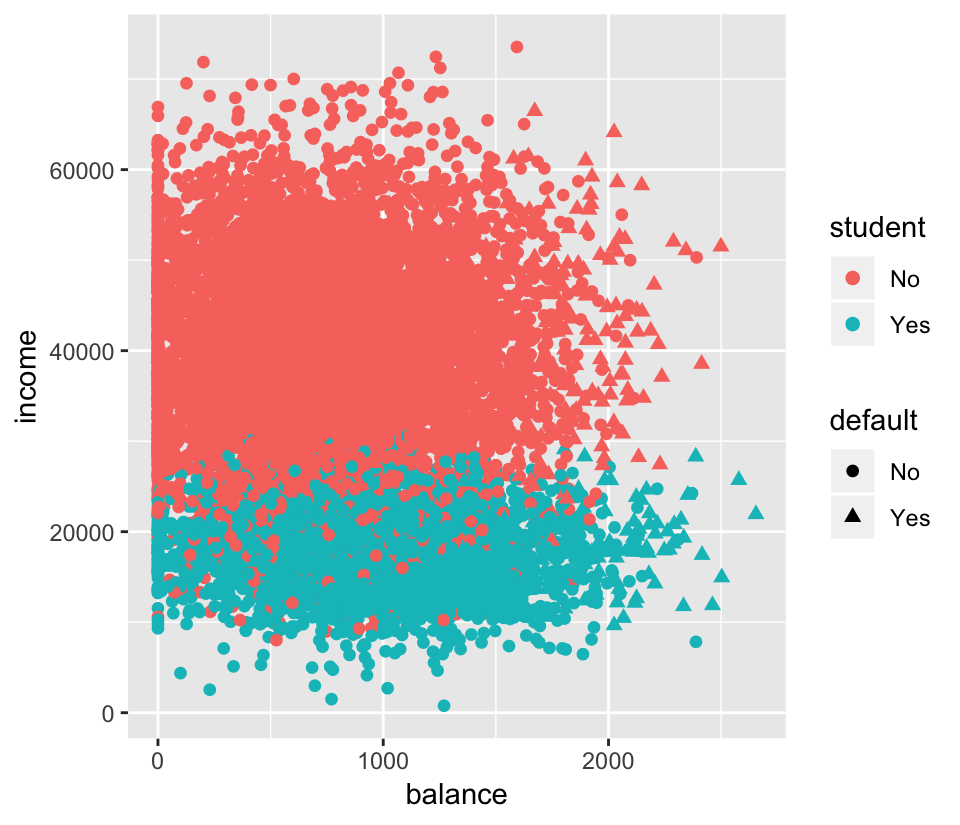 60000
40000
20000
0
income
0
1000
2000
balance
student
No
Yes
default
No
Yes